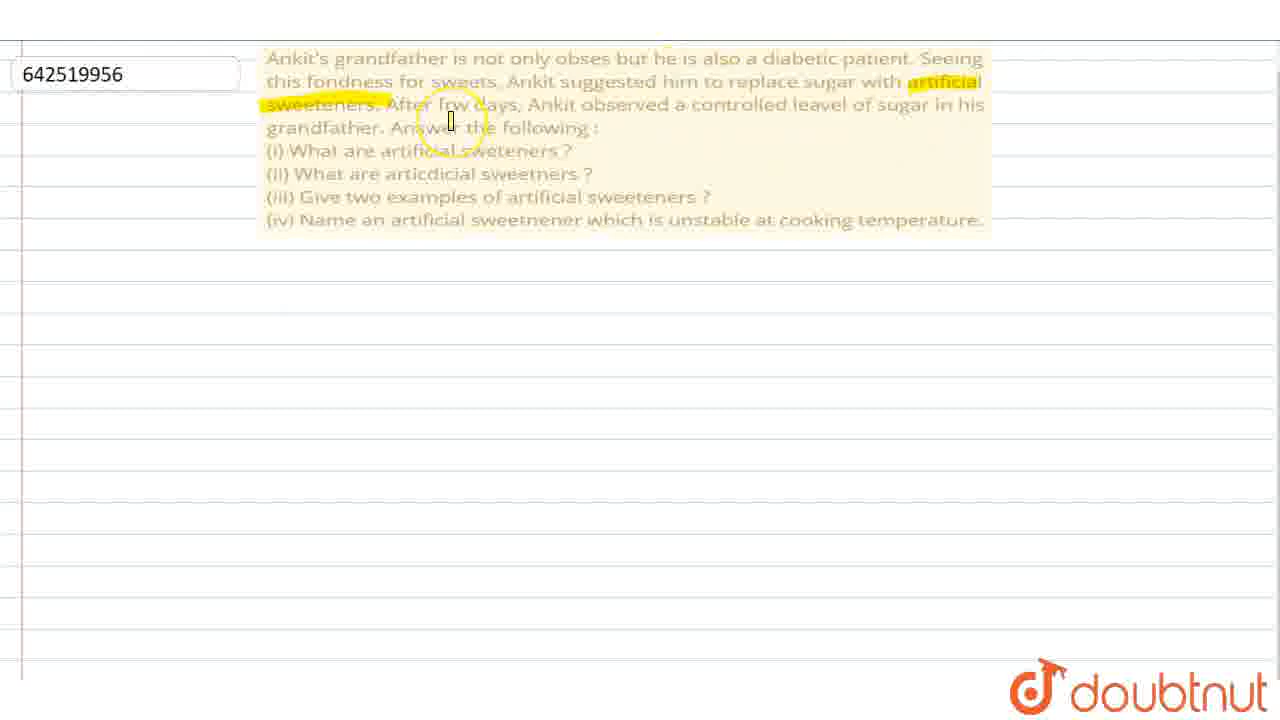 642519956
Ankit's grandfather is not only obses but he is also a diabetic patient. Seeing
this fondness for sweets, Ankit suggested him to replace sugar with artificial
sweeteners. After frw days, Ankit observed a controlled leavel of sugar in his
grandfather. Answer the following :
(i) What are artificial sweteners ?
(ii) What are articdicial sweetners ?
(iii) Give two examples of artificial sweeteners ?
(iv) Name an artificial sweetnener which is unstable at cooking temperature.
doubtnut